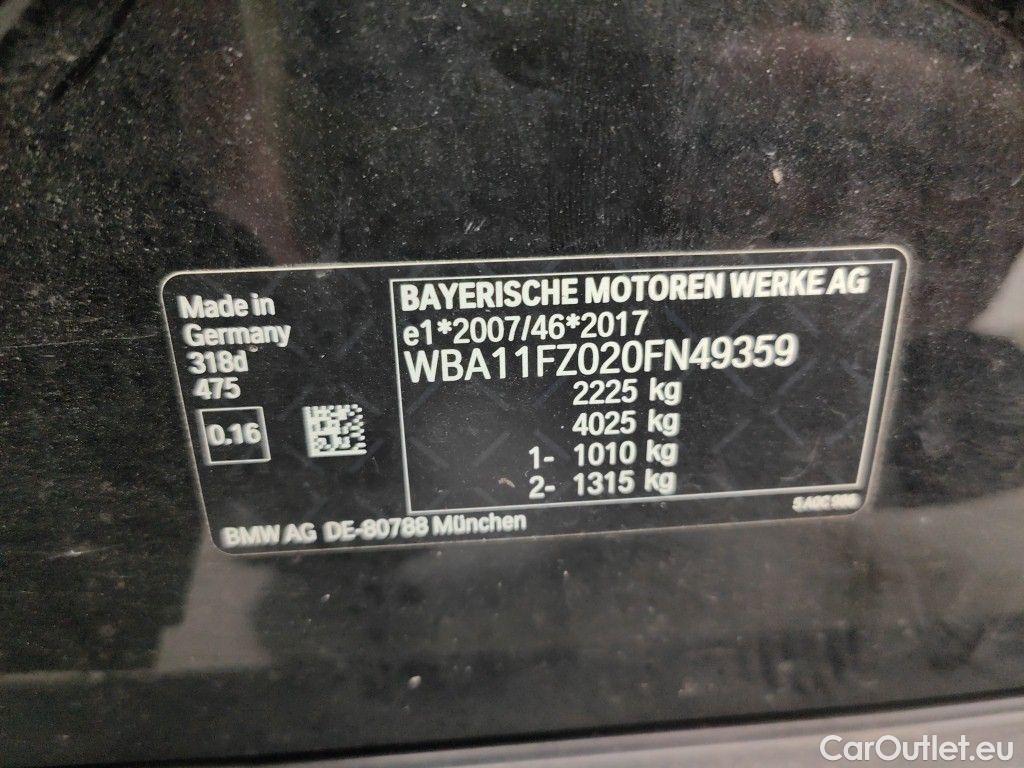 Made in
Germany
318d
475
0.16
BAYERISCHE MOTOREN WERKE AG
e1*2007/46*2017
WBA11FZ020FN49359
2225 kg
4025 kg
1- 1010 kg
2- 1315 kg
BMW AG DE-80788 München
CarOutlet.eu